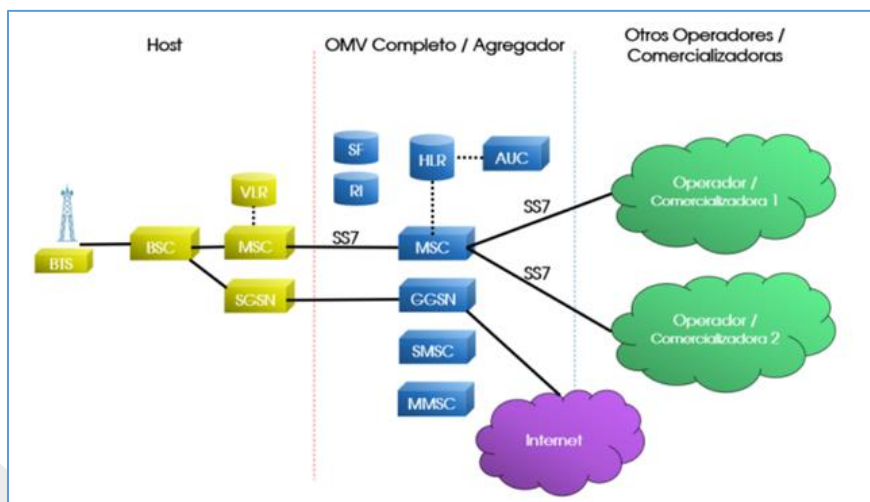 Host
OMV Completo / Agregador
Otros Operadores /
Comercializadoras
SF
HLR
AUC
RI
VLR
Operador /
Comercializadora 1
SS7
BTS
BSC
MSC
SS7
MSC
SS7
SGSN
GGSN
Operador /
Comercializadora 2
SMSC
MMSC
Internet